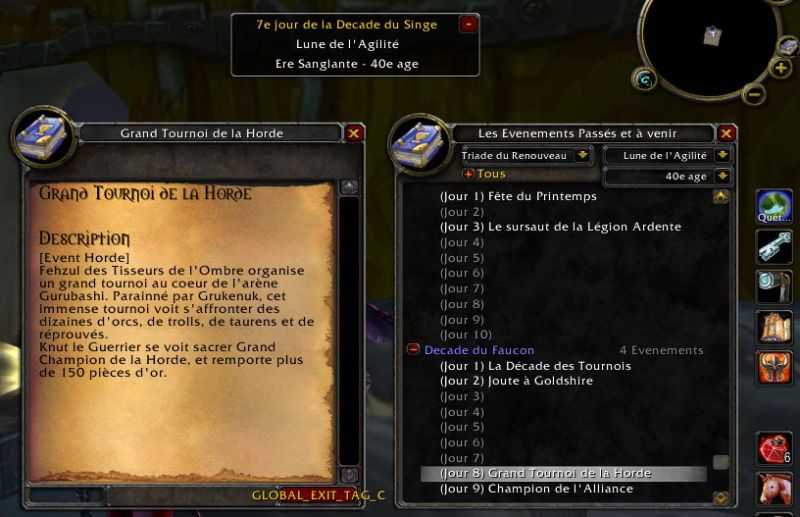 7e jour de la Decade du Singe
Lune de l'Agilité
Ere Sanglante - 40e age
Grand Tournoi de la Horde
Grand Tournoi de la Horde
Description
[Event Horde]
Fehzul des Tisseurs de l'Ombre organise
un grand tournoi au coeur de l'arène
Gurubashi. Parainné par Grukenuk, cet
immense tournoi voit s'affronter des
dizaines d'orcs, de trolls, de taurens et de
réprouvés.
Knut le Guerrier se voit sacrer Grand
Champion de la Horde, et remporte plus
de 150 pièces d'or.
GLOBAL_EXIT_TAG_C
Les Evenements Passés et à venir
Triade du Renouveau
Lune de l'Agilité
Tous
40e age
(Jour 1) Fête du Printemps
(Jour 2)
(Jour 3) Le sursaut de la Légion Ardente
(Jour 4)
(Jour 5)
(Jour 6)
(Jour 7)
(Jour 8)
(Jour 9)
(Jour 10)
Decade du Faucon 4 Evenements
(Jour 1) La Décade des Tournois
(Jour 2) Joute à Goldshire
(Jour 3)
(Jour 4)
(Jour 5)
(Jour 6)
(Jour 7)
(Jour 8) Grand Tournoi de la Horde
(Jour 9) Champion de l'Alliance
Quêt...
6